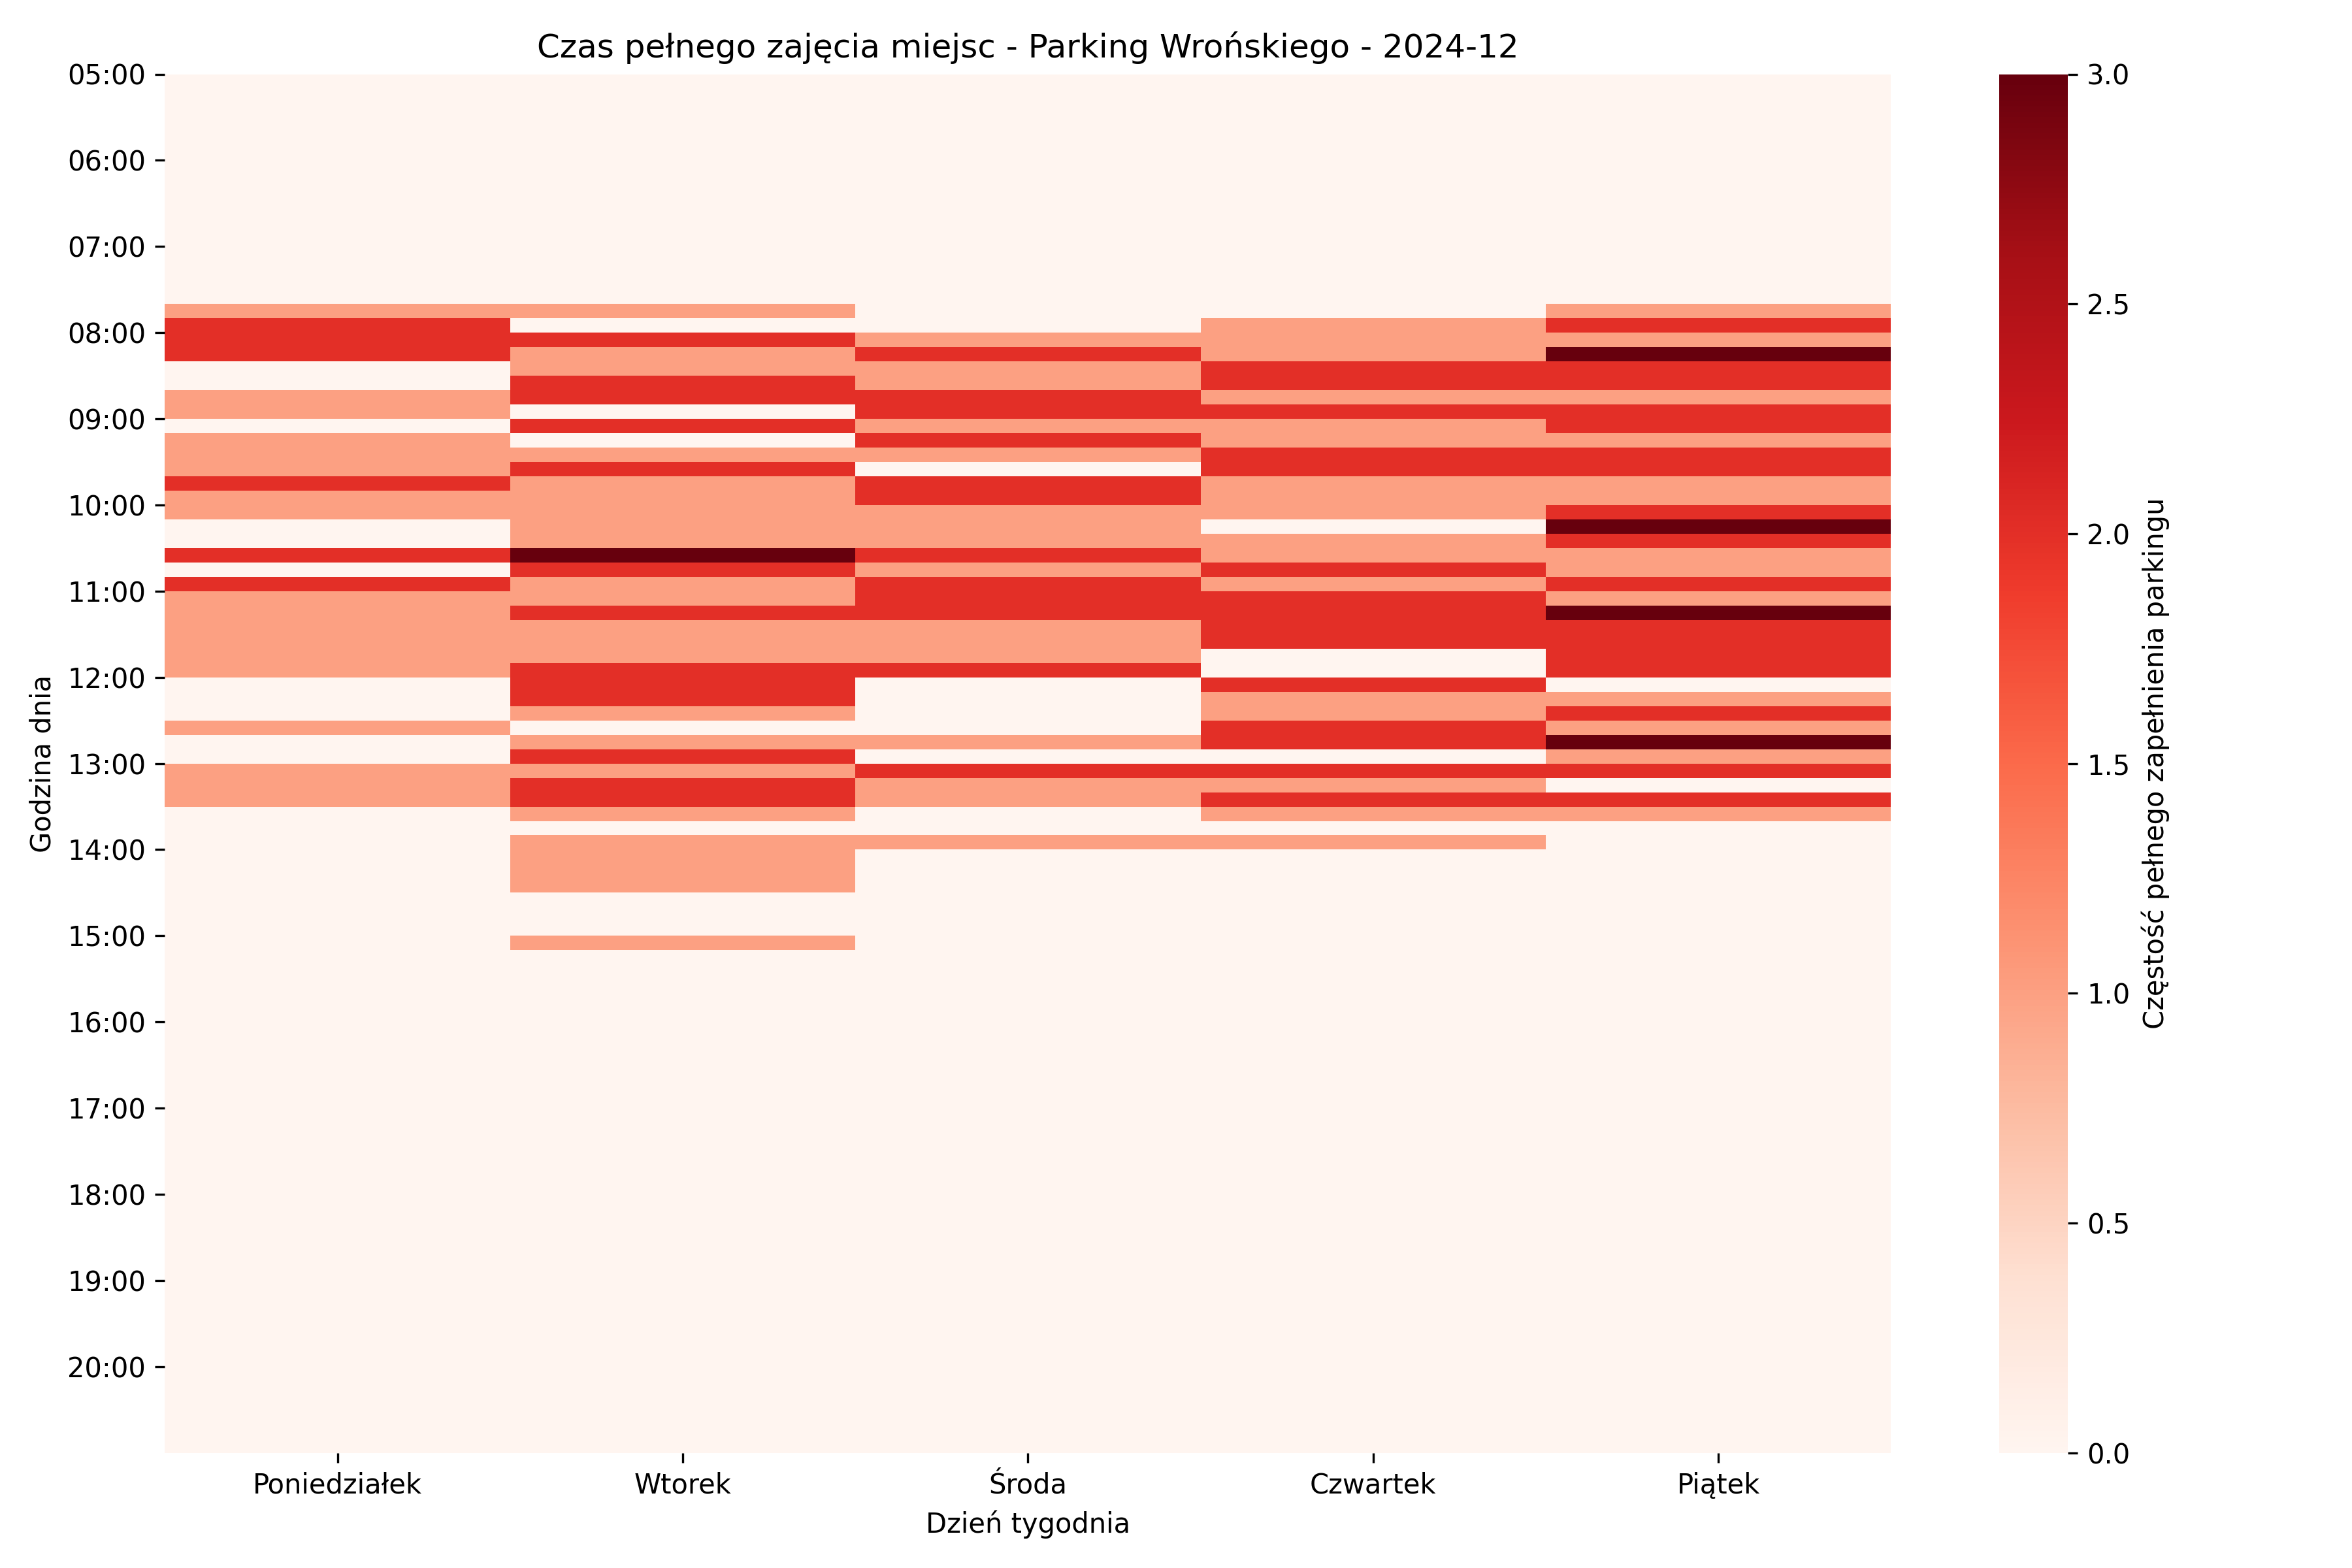 Czas pełnego zajęcia miejsc - Parking Wrońskiego - 2024-12
05:00
06:00
07:00
08:00
09:00
10:00
11:00
12:00
13:00
14:00
15:00
16:00
17:00
18:00
19:00
20:00
Godzina dnia
Poniedziałek
Wtorek
Środa
Czwartek
Piątek
Dzień tygodnia
3.0
2.5
2.0
1.5
1.0
0.5
0.0
Częstość pełnego zapełnienia parkingu